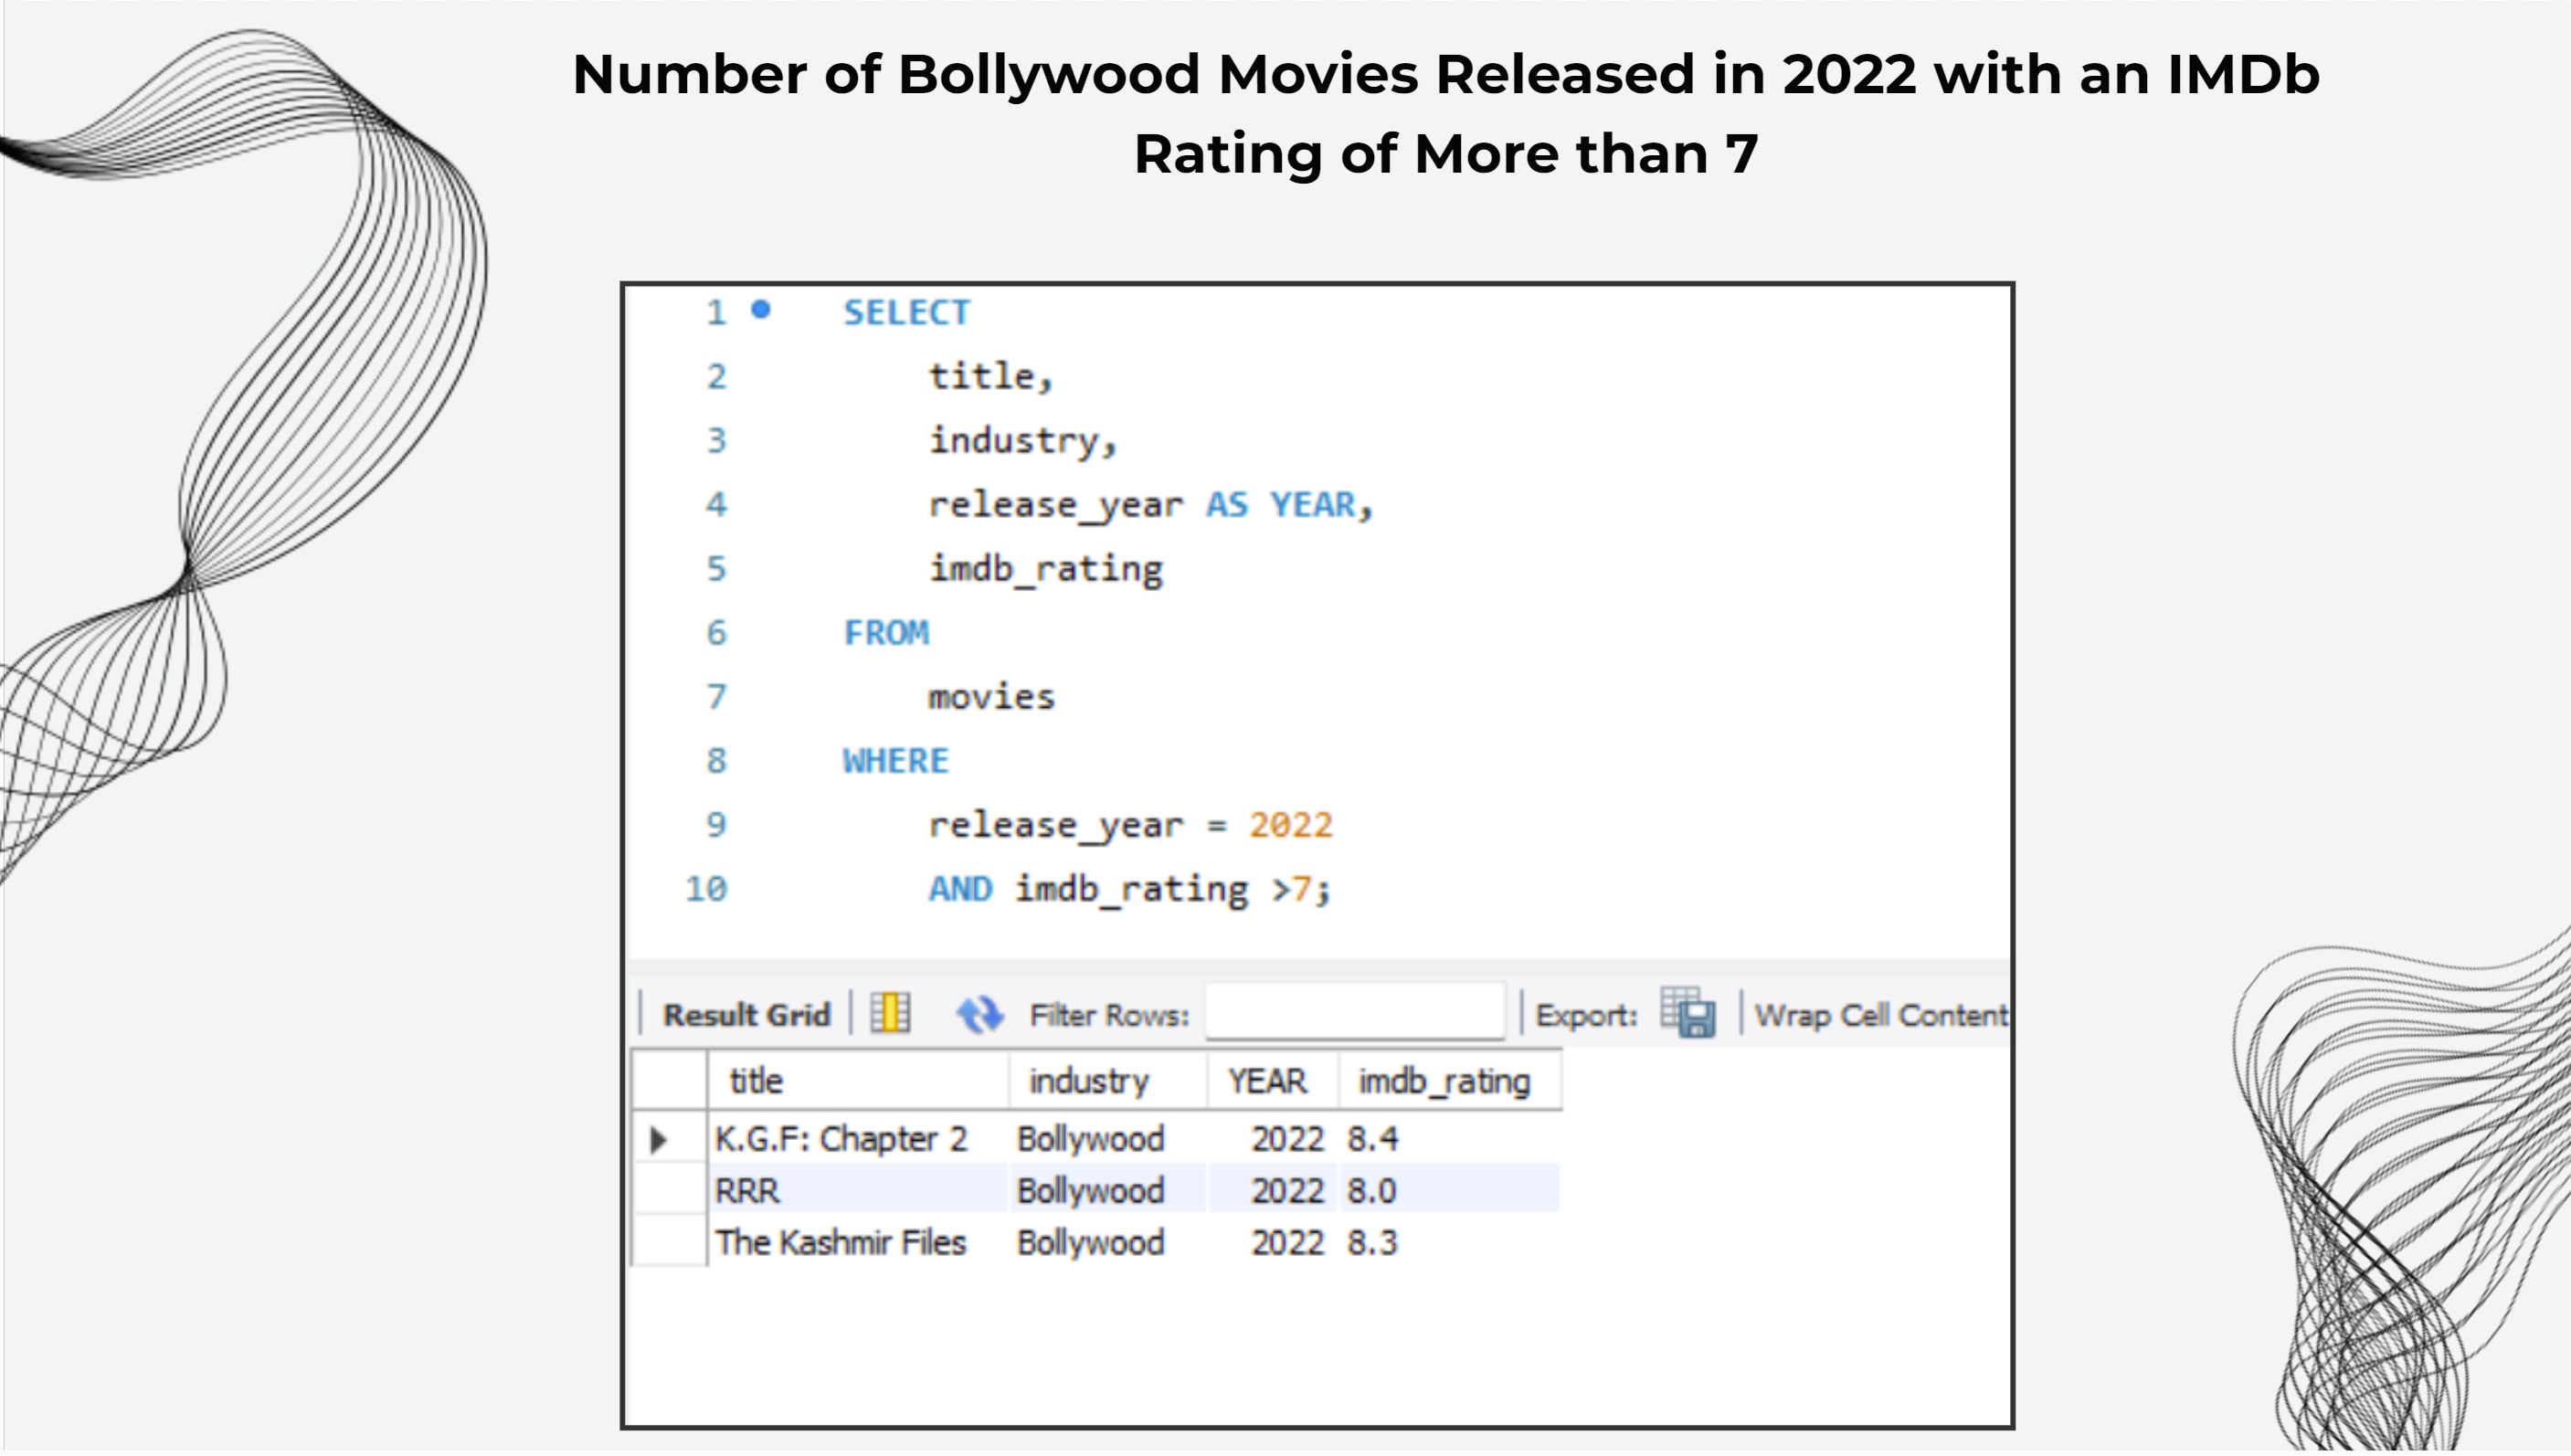 Number of Bollywood Movies Released in 2022 with an IMDb
Rating of More than 7
1 SELECT
2 title,
3 industry,
4 release_year AS YEAR,
5 imdb_rating
6 FROM
7 movies
8 WHERE
9 release_year = 2022
10 AND imdb_rating >7;
Result Grid Filter Rows: Export: Wrap Cell Content
title industry YEAR imdb_rating
K.G.F: Chapter 2 Bollywood 2022 8.4
RRR Bollywood 2022 8.0
The Kashmir Files Bollywood 2022 8.3